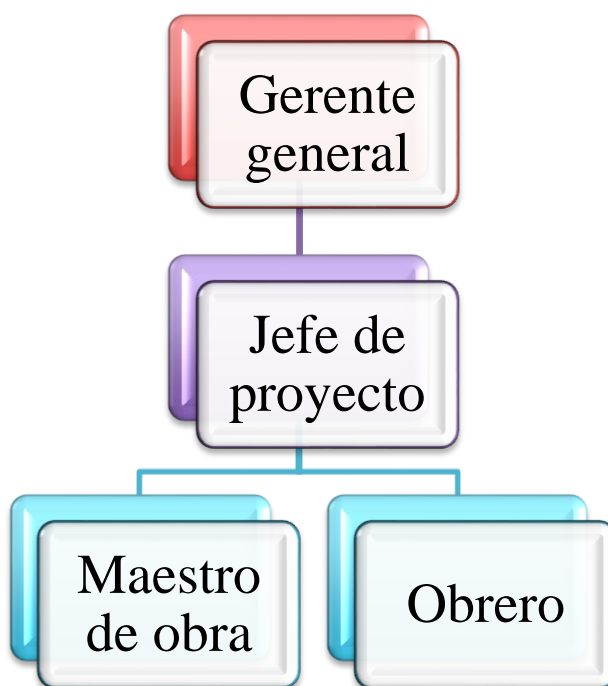 Gerente
general
Jefe de
proyecto
Maestro
de obra
Obrero